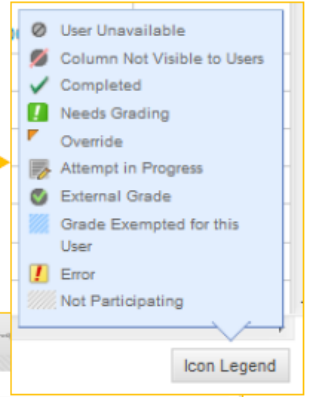 User Unavailable
Column Not Visible to Users
Completed
Needs Grading
Override
Attempt in Progress
External Grade
Grade Exempted for this
User
Error
Not Participating
Icon Legend